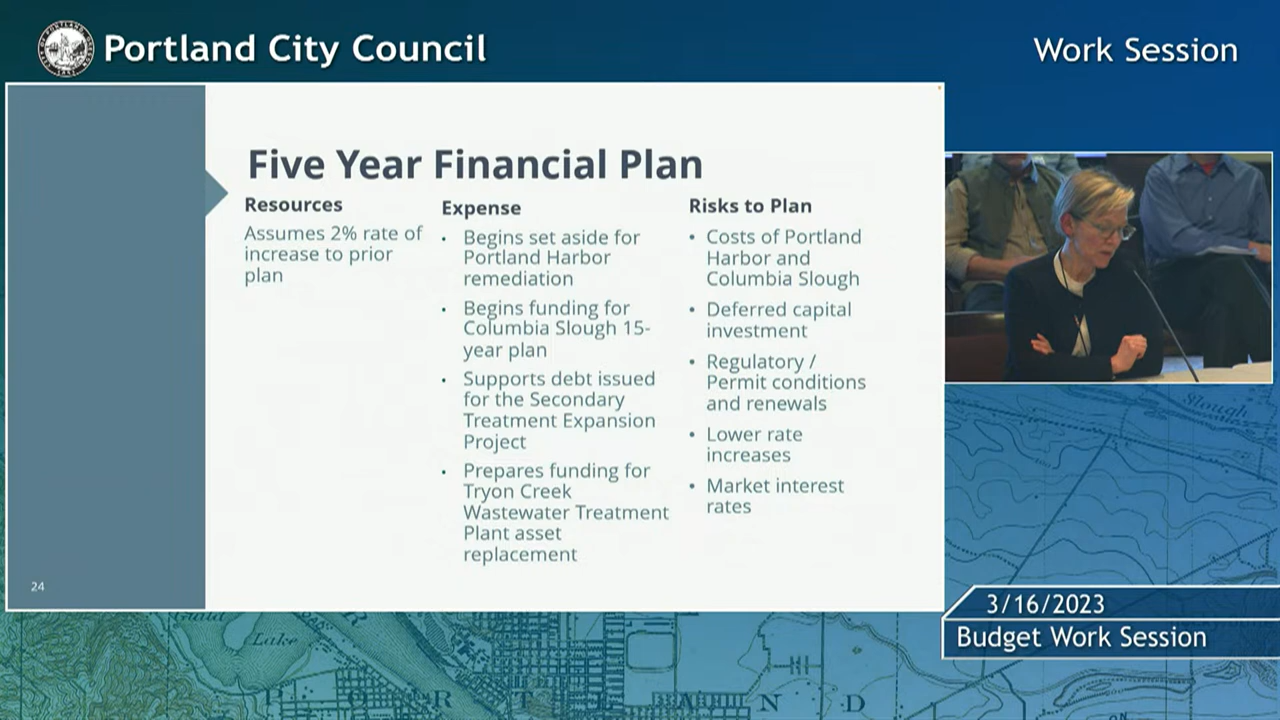 Portland City Council
Work Session
Five Year Financial Plan
Resources
Assumes 2% rate of
increase to prior
plan
Expense
• Begins set aside for
Portland Harbor
remediation
• Begins funding for
Columbia Slough 15-
year plan
• Supports debt issued
for the Secondary
Treatment Expansion
Project
• Prepares funding for
Tryon Creek
Wastewater Treatment
Plant asset
replacement
Risks to Plan
• Costs of Portland
Harbor and
Columbia Slough
• Deferred capital
investment
• Regulatory /
Permit conditions
and renewals
• Lower rate
increases
• Market interest
rates
24
Slough
3/16/2023
Budget Work Session
Guild
Lake
P O R T L A N D